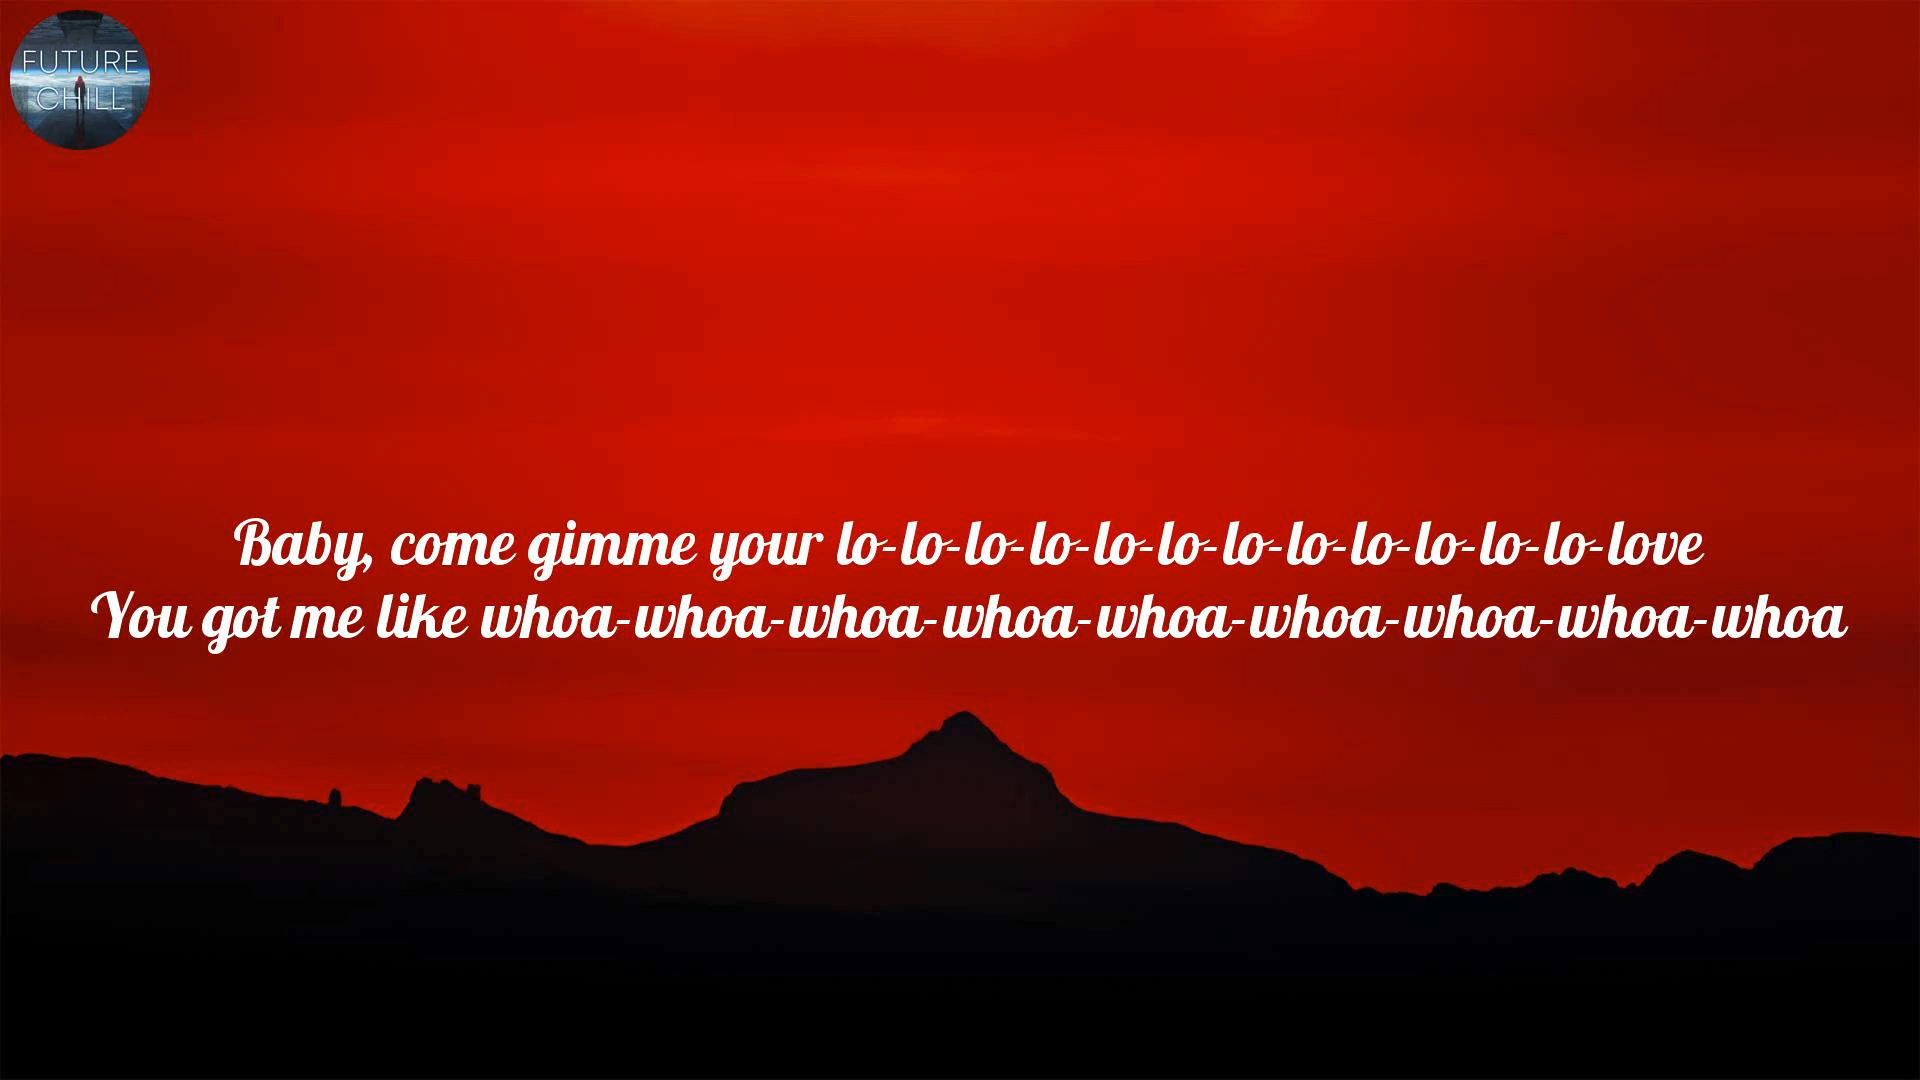 FUTURE
CHILL
Baby, come gimme your lo-lo-lo-lo-lo-lo-lo-lo-lo-lo-lo-lo-love
You got me like whoa-whoa-whoa-whoa-whoa-whoa-whoa-whoa-whoa